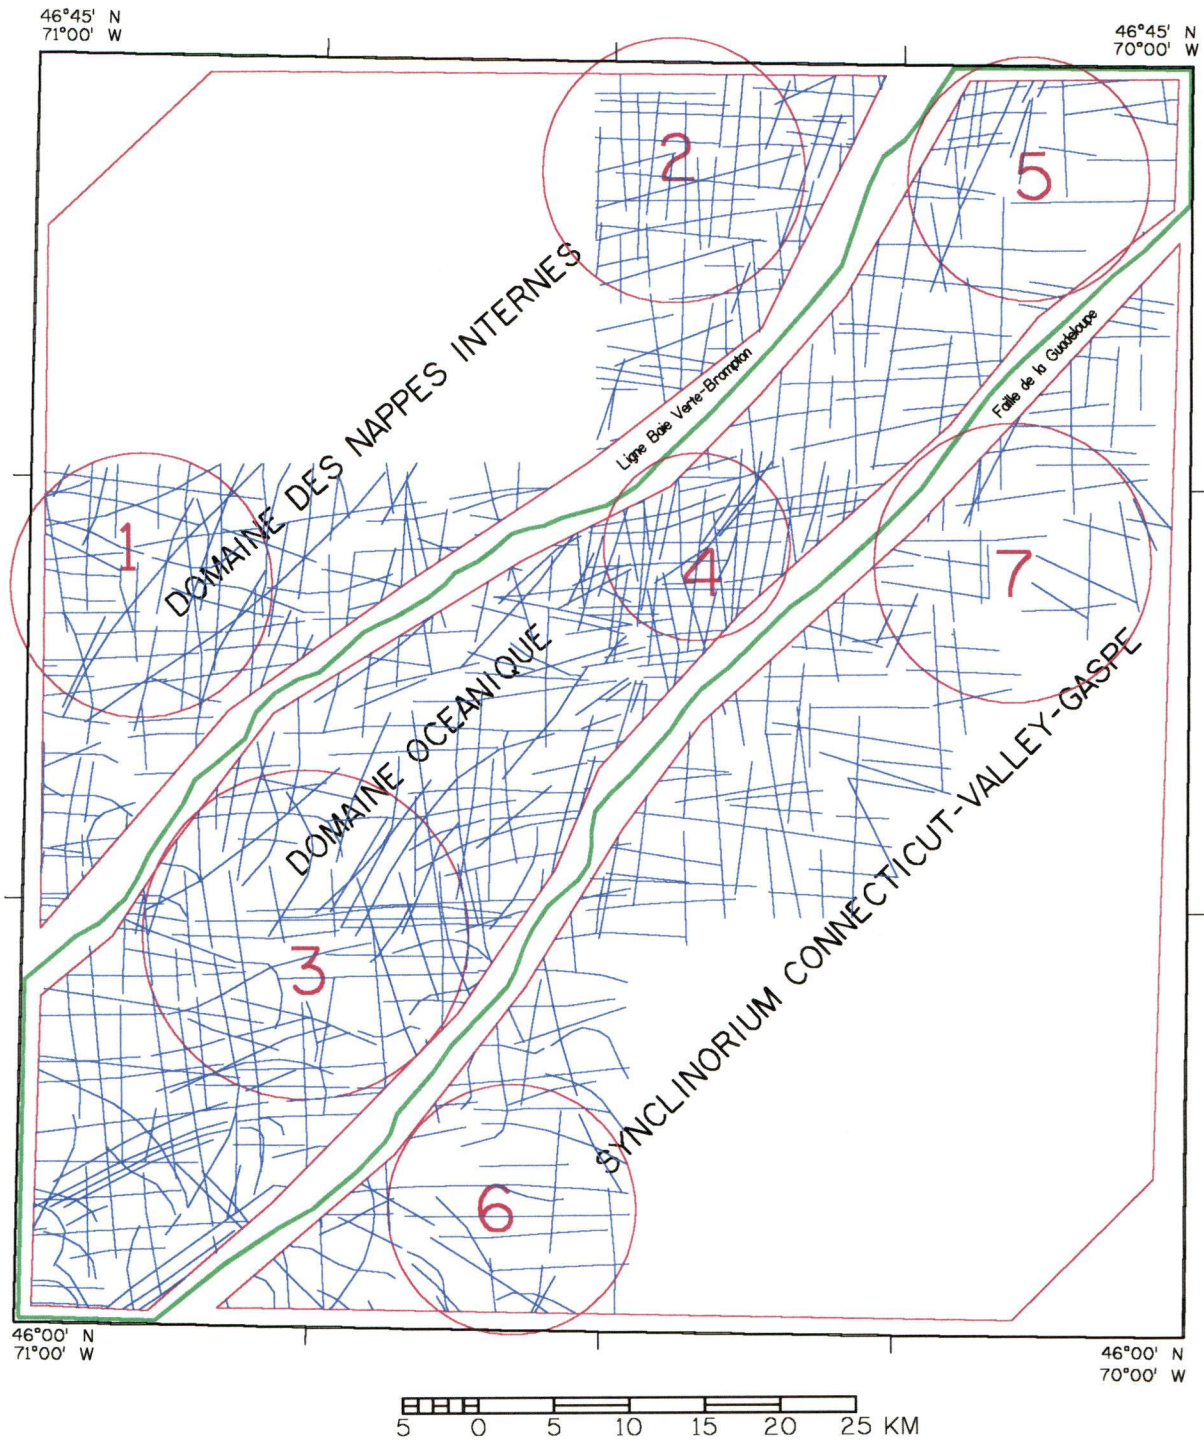 46°45' N
71°00' W
46°45' N
70°00' W
2
5
DOMAINE DES NAPPES INTERNES
Ligne Baie Verte-Brompton
Faille de la Guadeloupe
1
4
7
DOMAINE OCEANIQUE
SYNCLINORIUM CONNECTICUT-VALLEY-GASPE
3
6
46°00' N
71°00' W
46°00' N
70°00' W
5 0 5 10 15 20 25 KM